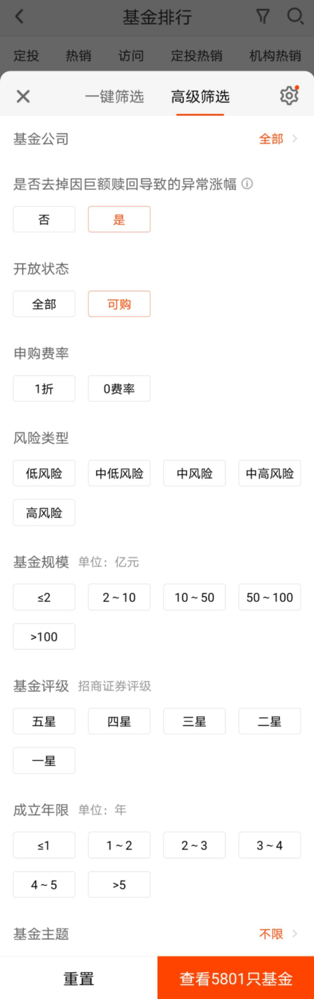 基金排行
定投 热销 访问 定投热销 机构热销
一键筛选 高级筛选
基金公司 全部
是否去掉因巨额赎回导致的异常涨幅
否 是
开放状态
全部 可购
申购费率
1折 0费率
风险类型
低风险 中低风险 中风险 中高风险
高风险
基金规模 单位：亿元
≤2 2~10 10~50 50~100
>100
基金评级 招商证券评级
五星 四星 三星 二星
一星
成立年限 单位：年
≤1 1~2 2~3 3~4
4~5 >5
基金主题 不限
重置 查看5801只基金